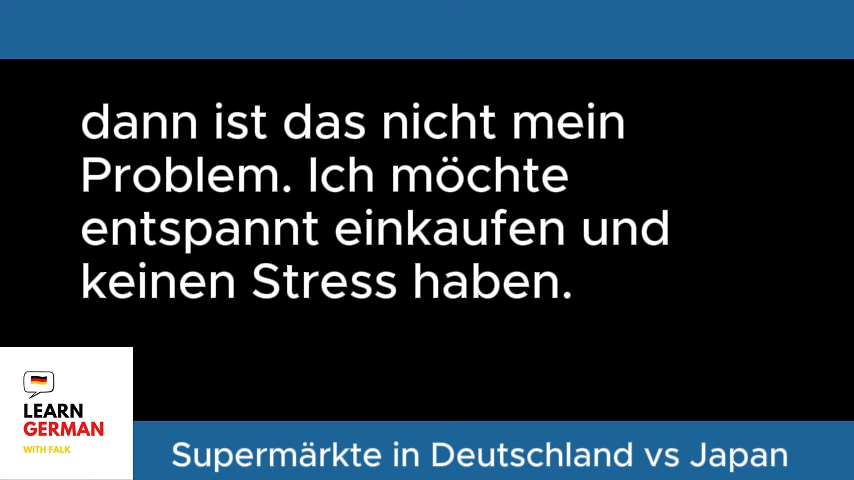 dann ist das nicht mein
Problem. Ich möchte
entspannt einkaufen und
keinen Stress haben.
LEARN
GERMAN
WITH FALK
Supermärkte in Deutschland vs Japan